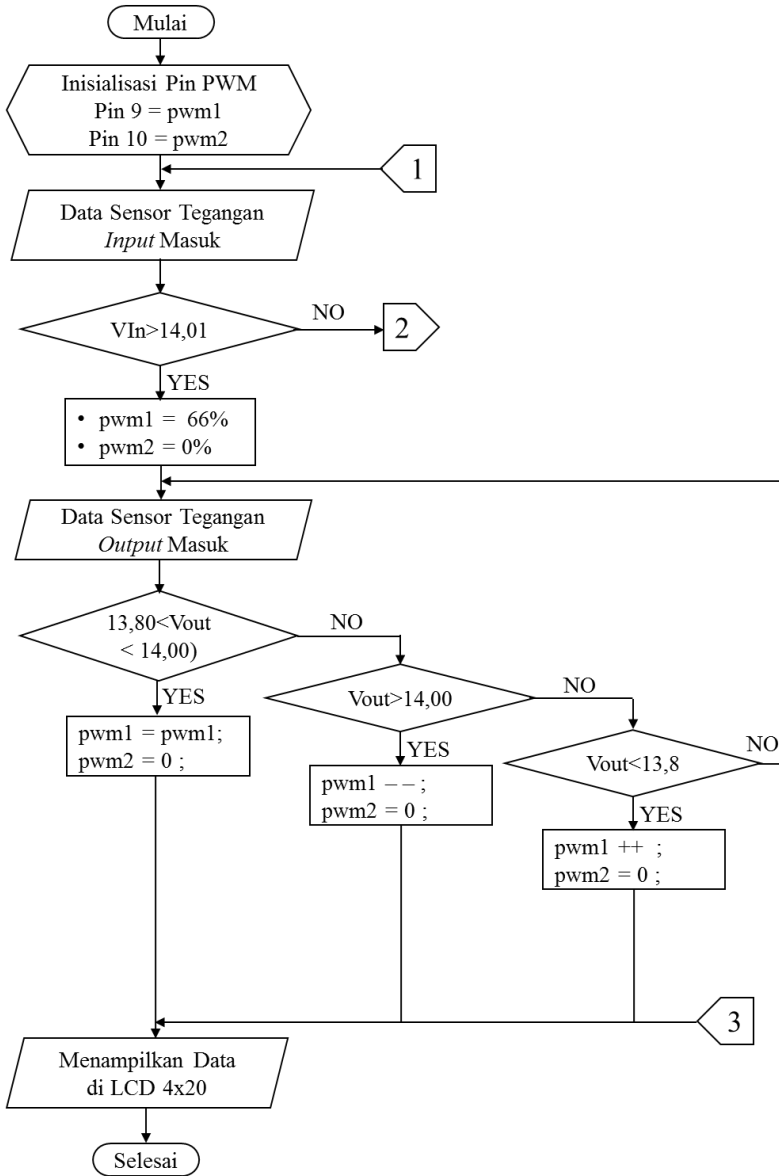 Mulai
Inisialisasi Pin PWM
Pin 9 = pwm1
Pin 10 = pwm2
1
Data Sensor Tegangan
Input Masuk
VIn>14,01
NO
2
YES
• pwm1 = 66%
• pwm2 = 0%
Data Sensor Tegangan
Output Masuk
13,80<Vout
< 14,00)
NO
YES
pwm1 = pwm1;
pwm2 = 0 ;
Vout>14,00
NO
YES
pwm1 – – ;
pwm2 = 0 ;
Vout<13,8
NO
YES
pwm1 ++ ;
pwm2 = 0 ;
3
Menampilkan Data
di LCD 4x20
Selesai